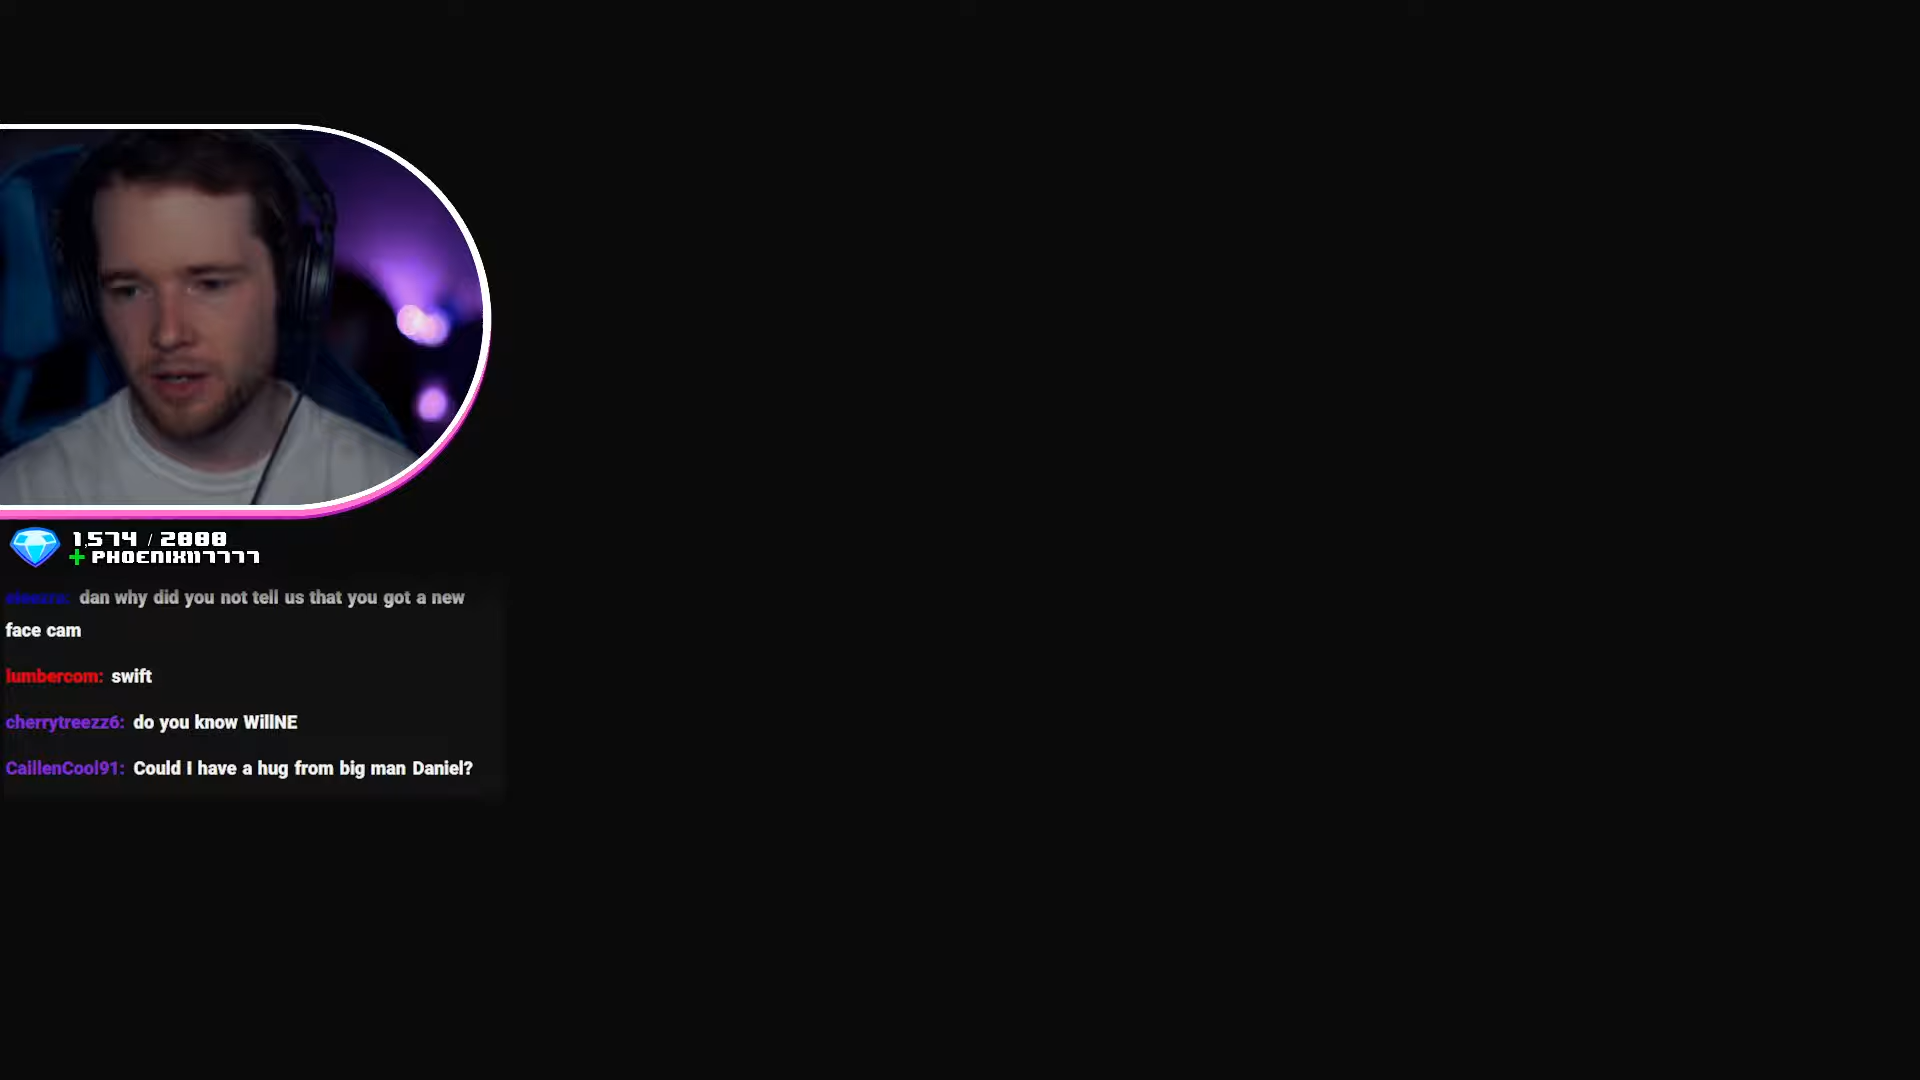 1,574 / 2000
+ PHOENIX117777
dan why did you not tell us that you got a new
face cam
lumbercom: swift
cherrytreezz6: do you know WillNE
CaillenCool91: Could I have a hug from big man Daniel?